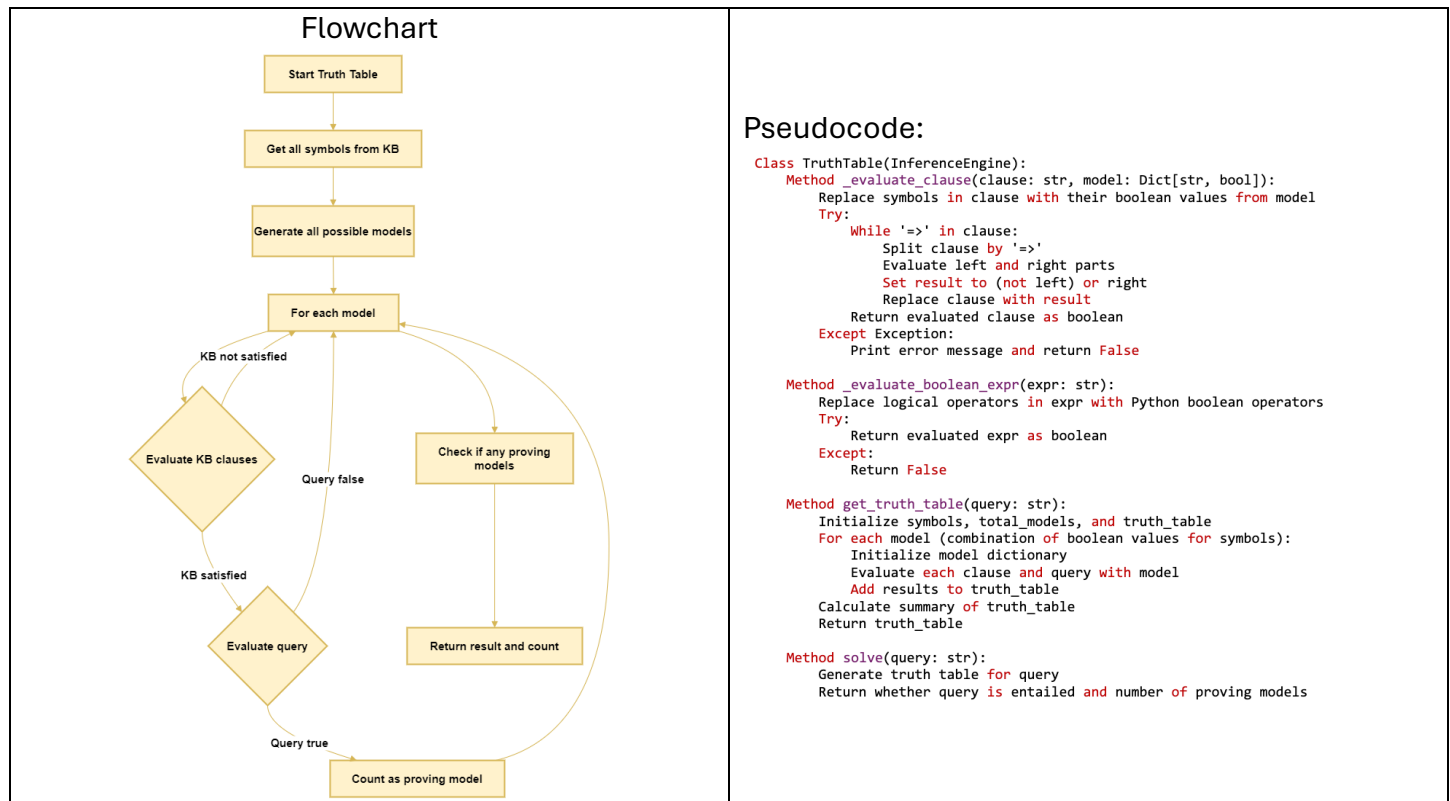 Flowchart
Start Truth Table
Get all symbols from KB
Generate all possible models
For each model
KB not satisfied
Evaluate KB clauses
Check if any proving
models
Query false
KB satisfied
Evaluate query
Return result and count
Query true
Count as proving model
Pseudocode:
Class TruthTable(InferenceEngine):
    Method _evaluate_clause(clause: str, model: Dict[str, bool]):
        Replace symbols in clause with their boolean values from model
        Try:
            While '=>' in clause:
                Split clause by '=>'
                Evaluate left and right parts
                Set result to (not left) or right
                Replace clause with result
            Return evaluated clause as boolean
        Except Exception:
            Print error message and return False
    Method _evaluate_boolean_expr(expr: str):
        Replace logical operators in expr with Python boolean operators
        Try:
            Return evaluated expr as boolean
        Except:
            Return False
    Method get_truth_table(query: str):
        Initialize symbols, total_models, and truth_table
        For each model (combination of boolean values for symbols):
            Initialize model dictionary
            Evaluate each clause and query with model
            Add results to truth_table
        Calculate summary of truth_table
        Return truth_table
    Method solve(query: str):
        Generate truth table for query
        Return whether query is entailed and number of proving models